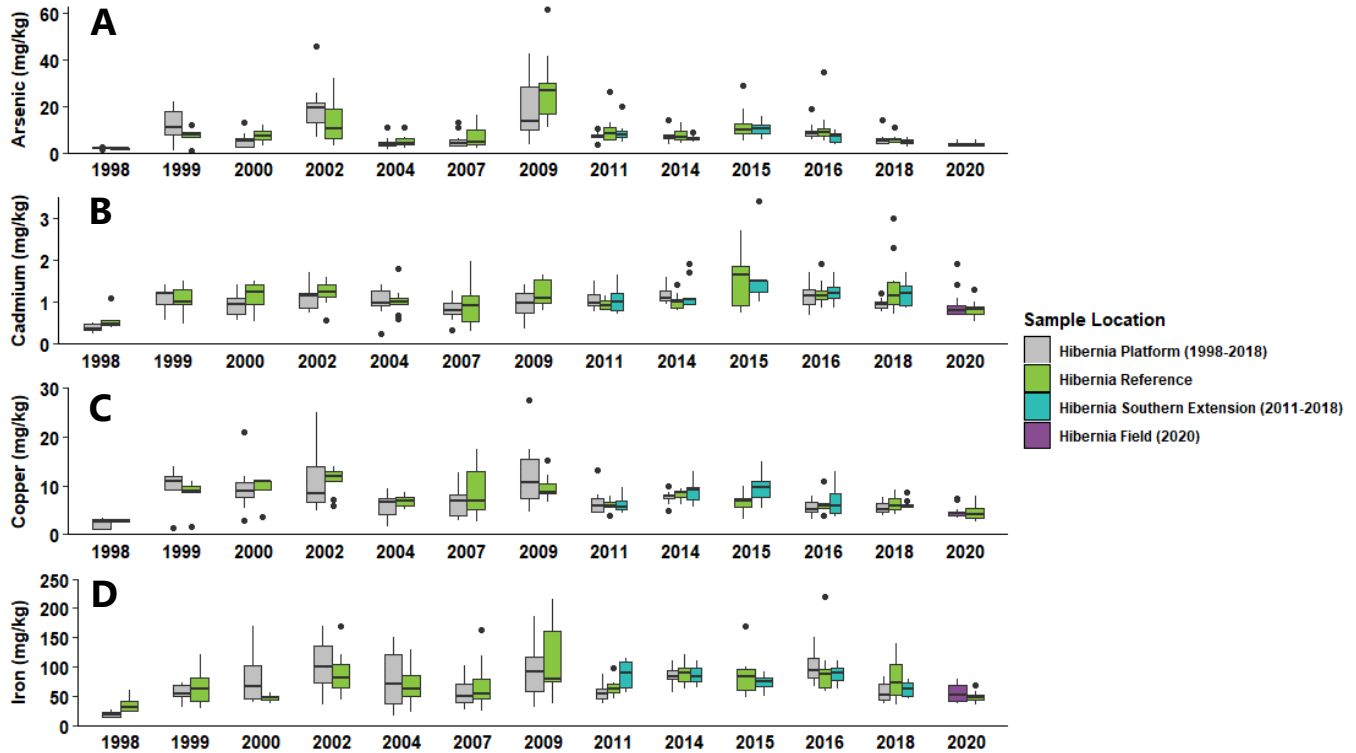 A
Arsenic (mg/kg)
60
40
20
0
1998 1999 2000 2002 2004 2007 2009 2011 2014 2015 2016 2018 2020
B
Cadmium (mg/kg)
3
2
1
0
1998 1999 2000 2002 2004 2007 2009 2011 2014 2015 2016 2018 2020
C
Copper (mg/kg)
30
20
10
0
1998 1999 2000 2002 2004 2007 2009 2011 2014 2015 2016 2018 2020
D
Iron (mg/kg)
250
200
150
100
50
0
1998 1999 2000 2002 2004 2007 2009 2011 2014 2015 2016 2018 2020
Sample Location
Hibernia Platform (1998-2018)
Hibernia Reference
Hibernia Southern Extension (2011-2018)
Hibernia Field (2020)